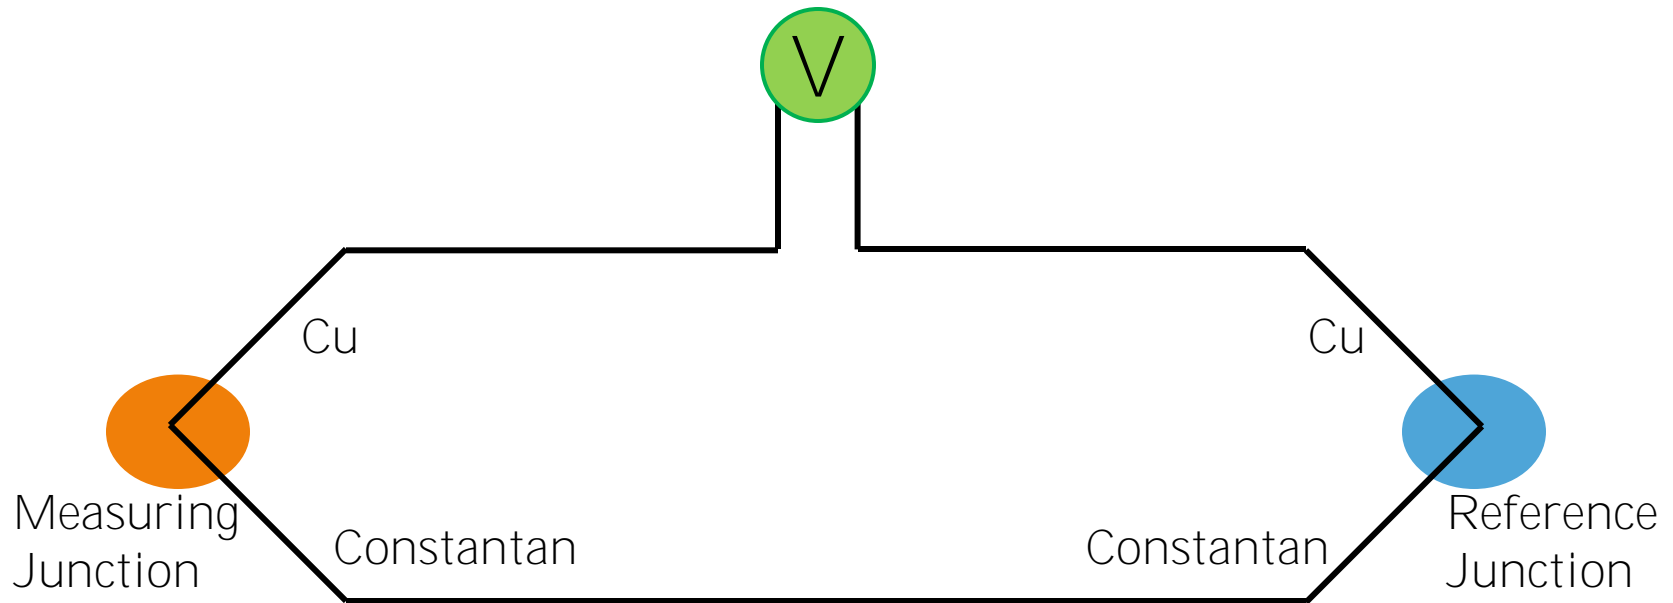 V
Cu
Cu
Measuring
Junction
Constantan
Constantan
Reference
Junction